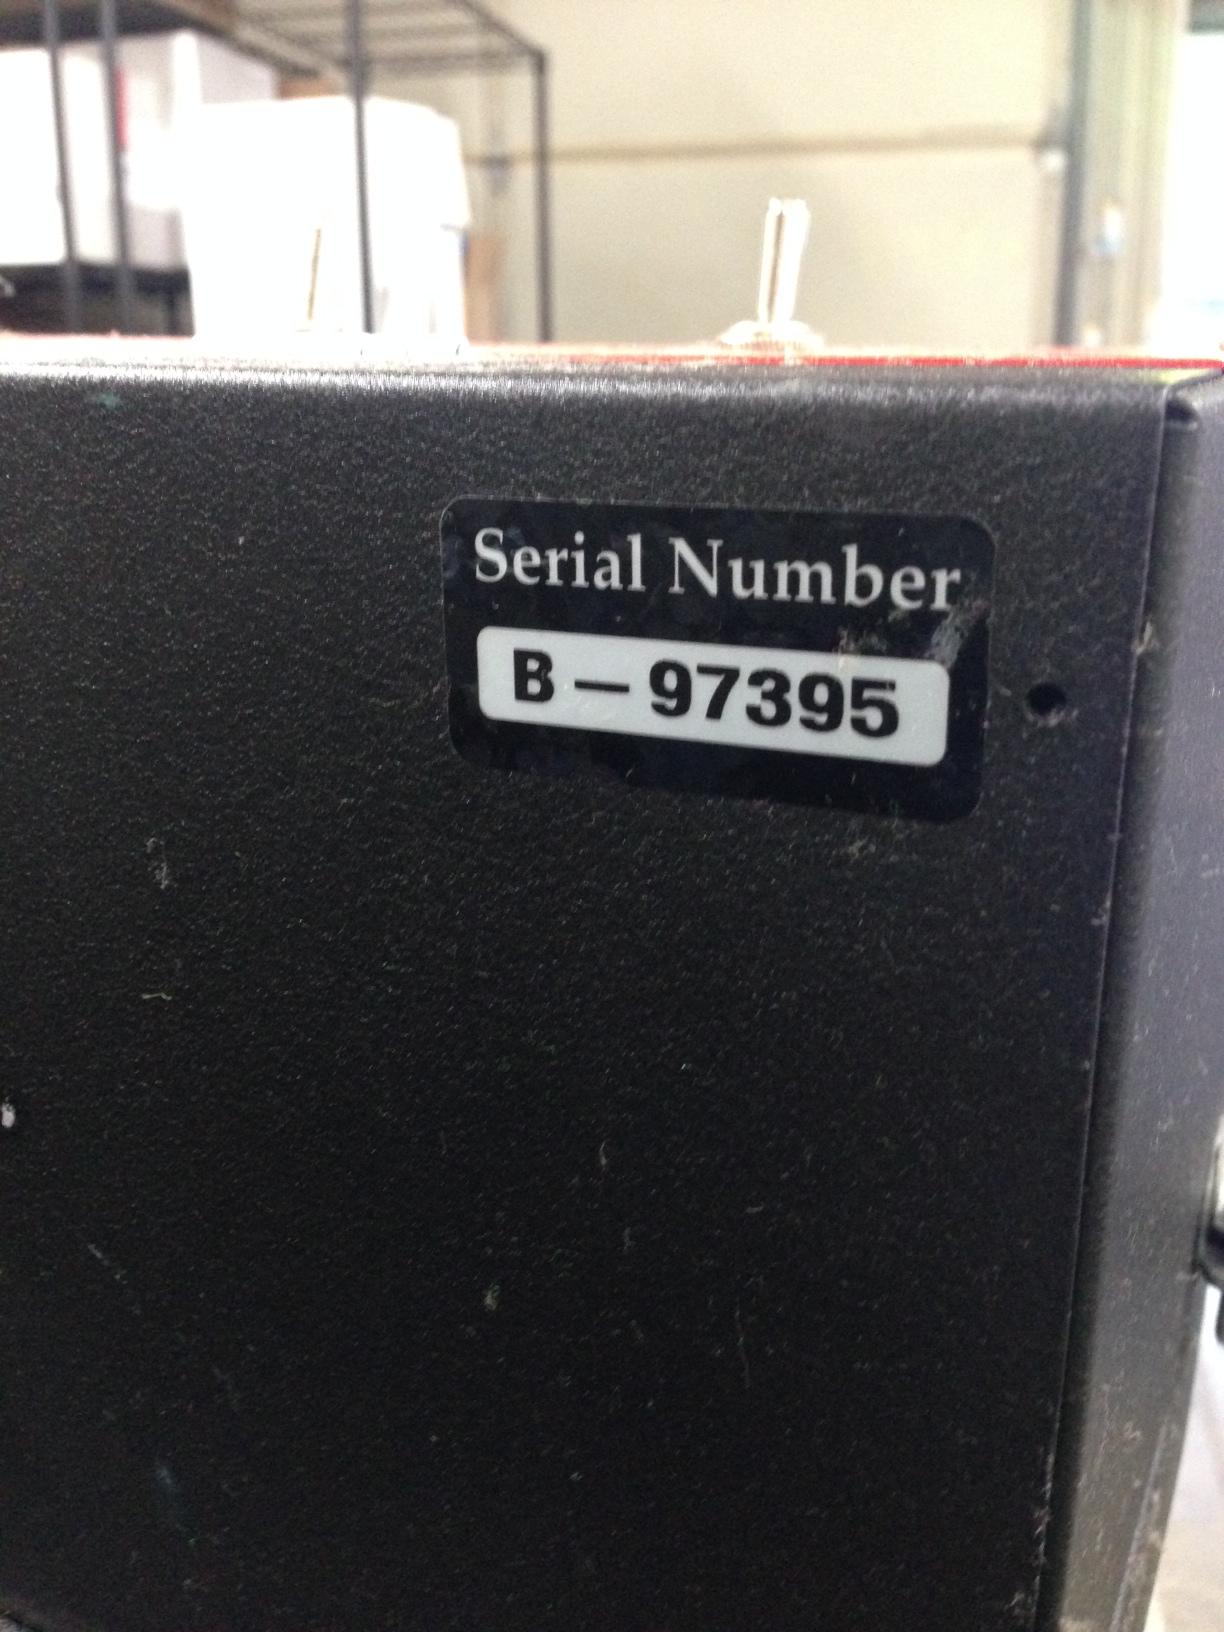 Serial Number
B – 97395